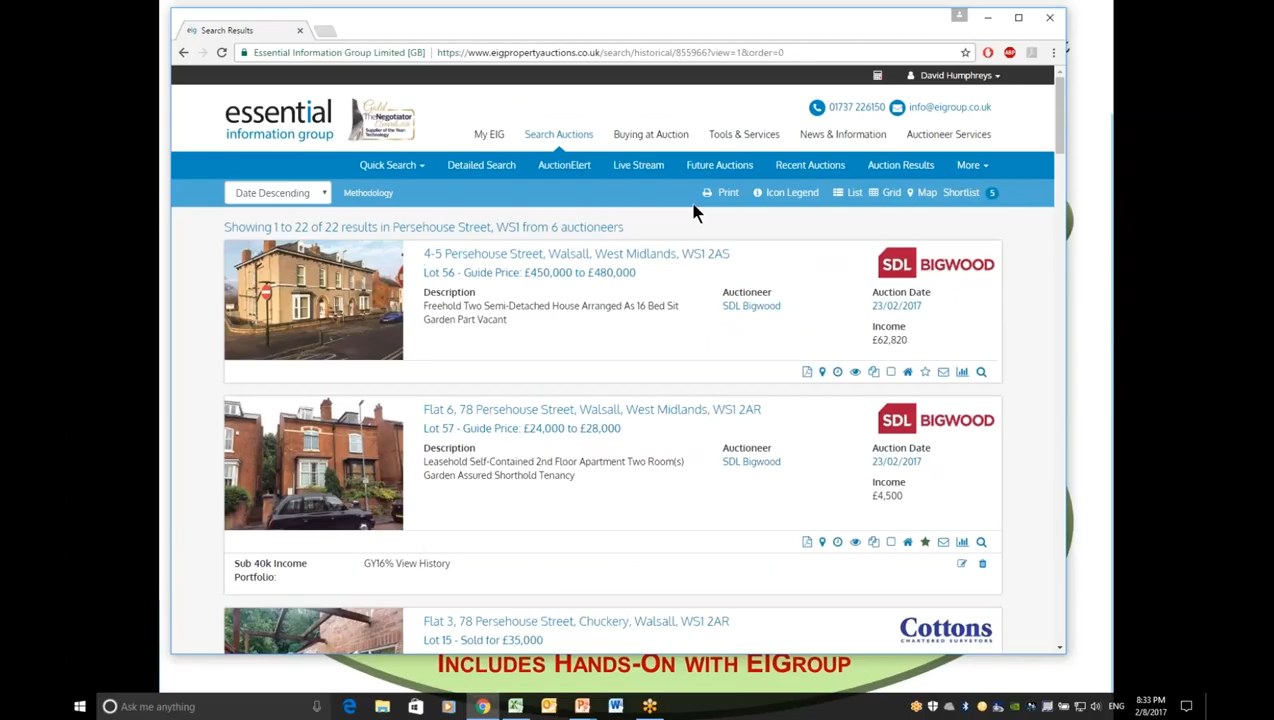 eig Search Results
Essential Information Group Limited [GB] https://www.eigpropertyauctions.co.uk/search/historical/855966?view=1&order=0
ABP
David Humphreys
essential
information group
Gold
The Negotiator
Supplier of the Year:
Technology
01737 226150 info@eigroup.co.uk
My EIG Search Auctions Buying at Auction Tools & Services News & Information Auctioneer Services
Quick Search Detailed Search AuctionAlert Live Stream Future Auctions Recent Auctions Auction Results More
Date Descending Methodology Print Icon Legend List Grid Map Shortlist 5
Showing 1 to 22 of 22 results in Persehouse Street, WS1 from 6 auctioneers
4-5 Persehouse Street, Walsall, West Midlands, WS1 2AS
SDL BIGWOOD
Lot 56 - Guide Price: £450,000 to £480,000
Description Auctioneer Auction Date
Freehold Two Semi-Detached House Arranged As 16 Bed Sit SDL Bigwood 23/02/2017
Garden Part Vacant
Income
£62,820
Flat 6, 78 Persehouse Street, Walsall, West Midlands, WS1 2AR
SDL BIGWOOD
Lot 57 - Guide Price: £24,000 to £28,000
Description Auctioneer Auction Date
Leasehold Self-Contained 2nd Floor Apartment Two Room(s) SDL Bigwood 23/02/2017
Garden Assured Shorthold Tenancy
Income
£4,500
Sub 40k Income GY16% View History
Portfolio:
Flat 3, 78 Persehouse Street, Chuckery, Walsall, WS1 2AR
Cottons
CHARTERED SURVEYORS
Lot 15 - Sold for £35,000
INCLUDES HANDS-ON WITH EIGROUP
Ask me anything
ENG
8:33 PM
2/8/2017